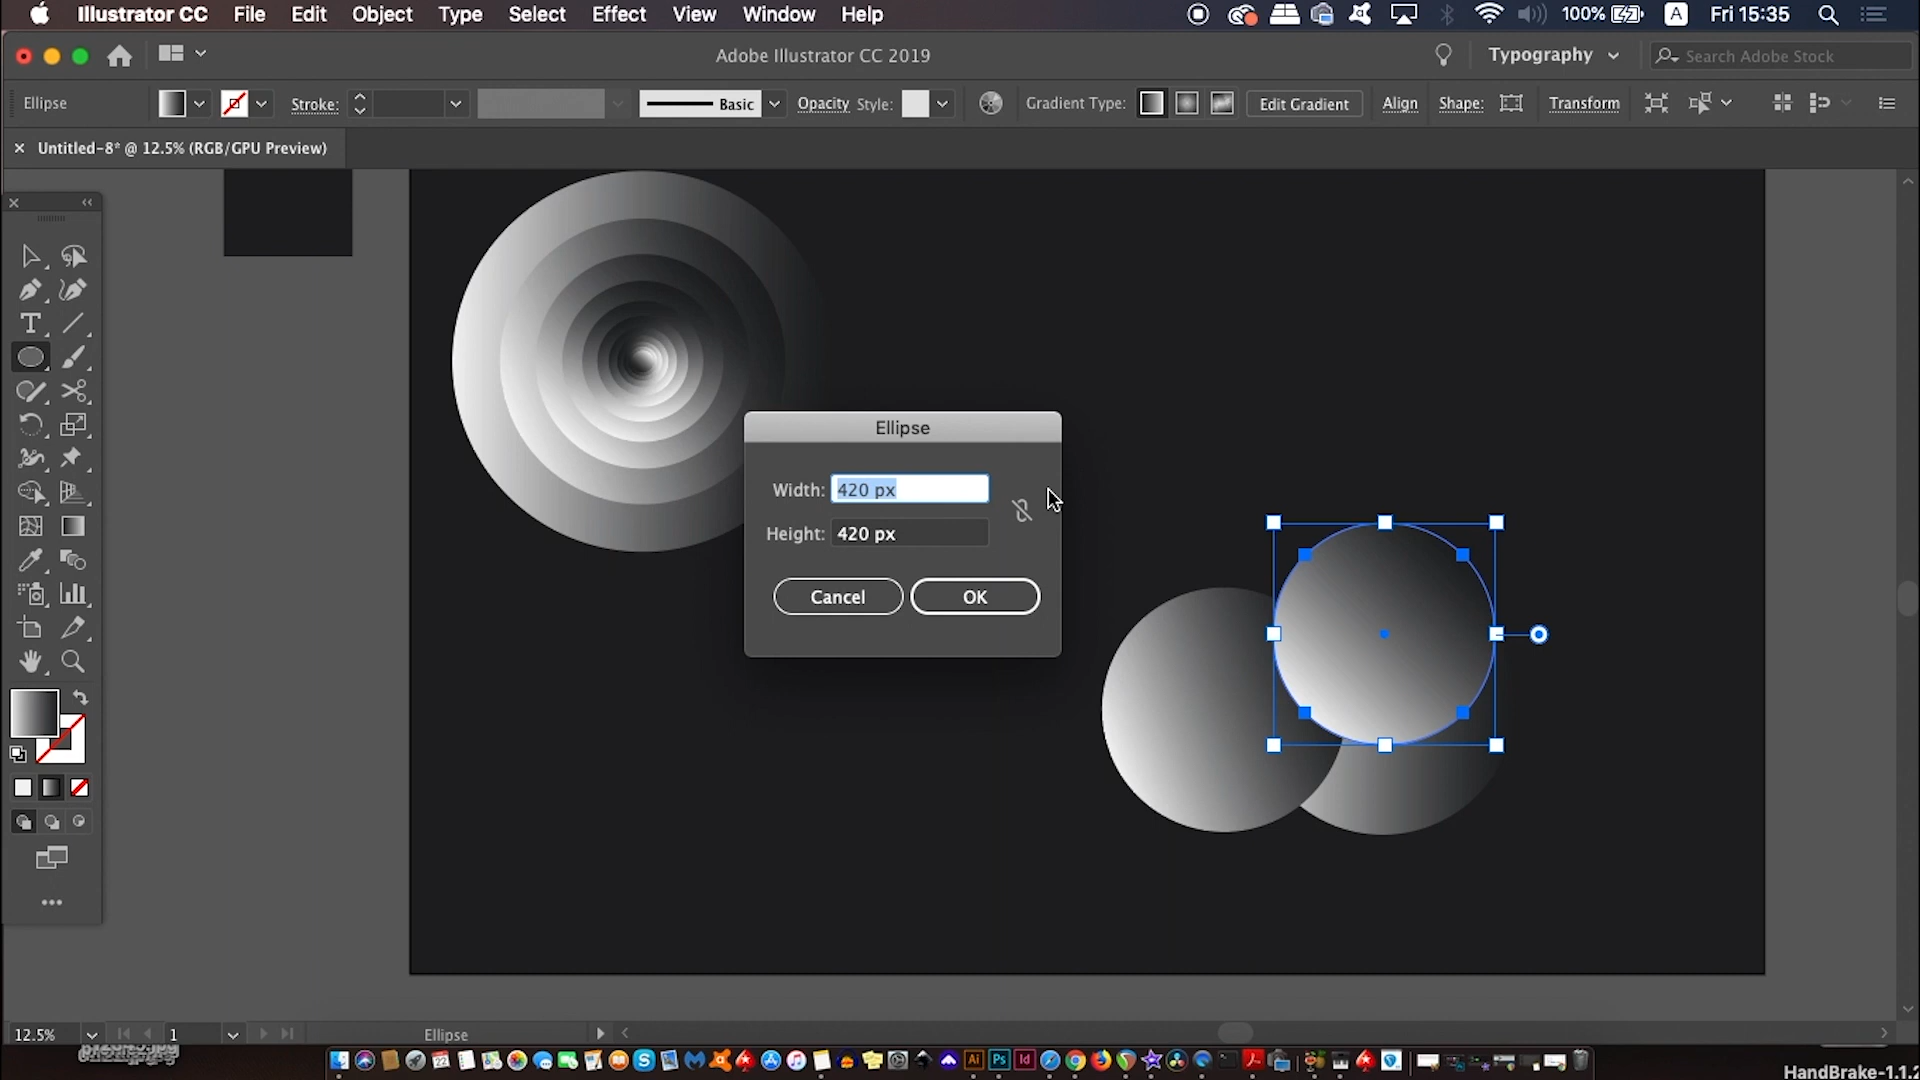 Illustrator CC File Edit Object Type Select Effect View Window Help 100% A Fri 15:35
Adobe Illustrator CC 2019 Typography Search Adobe Stock
Ellipse Stroke: Basic Opacity Style: Gradient Type: Edit Gradient Align Shape: Transform
Untitled-8* @ 12.5% (RGB/GPU Preview)
Ellipse
Width: 420 px
Height: 420 px
Cancel OK
12.5% 1 Ellipse
HandBrake-1.1.2